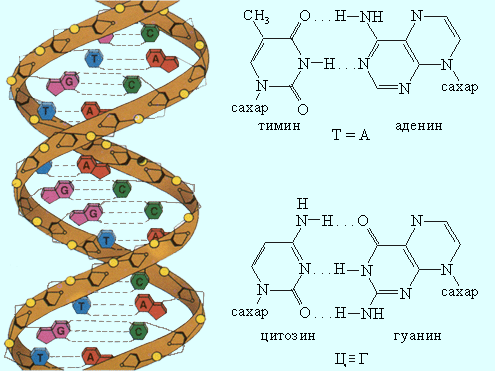 G C
T A
G C
T A
T A
G C
G C
T A
C
T A
G C
T A
CH₃
O...H–NH N
N–H...N
N O N N
сахар сахар
тимин аденин
T = A
H
N–H...O N
N...H–N
N O...H–NH N N
сахар сахар
цитозин гуанин
Ц≡Г